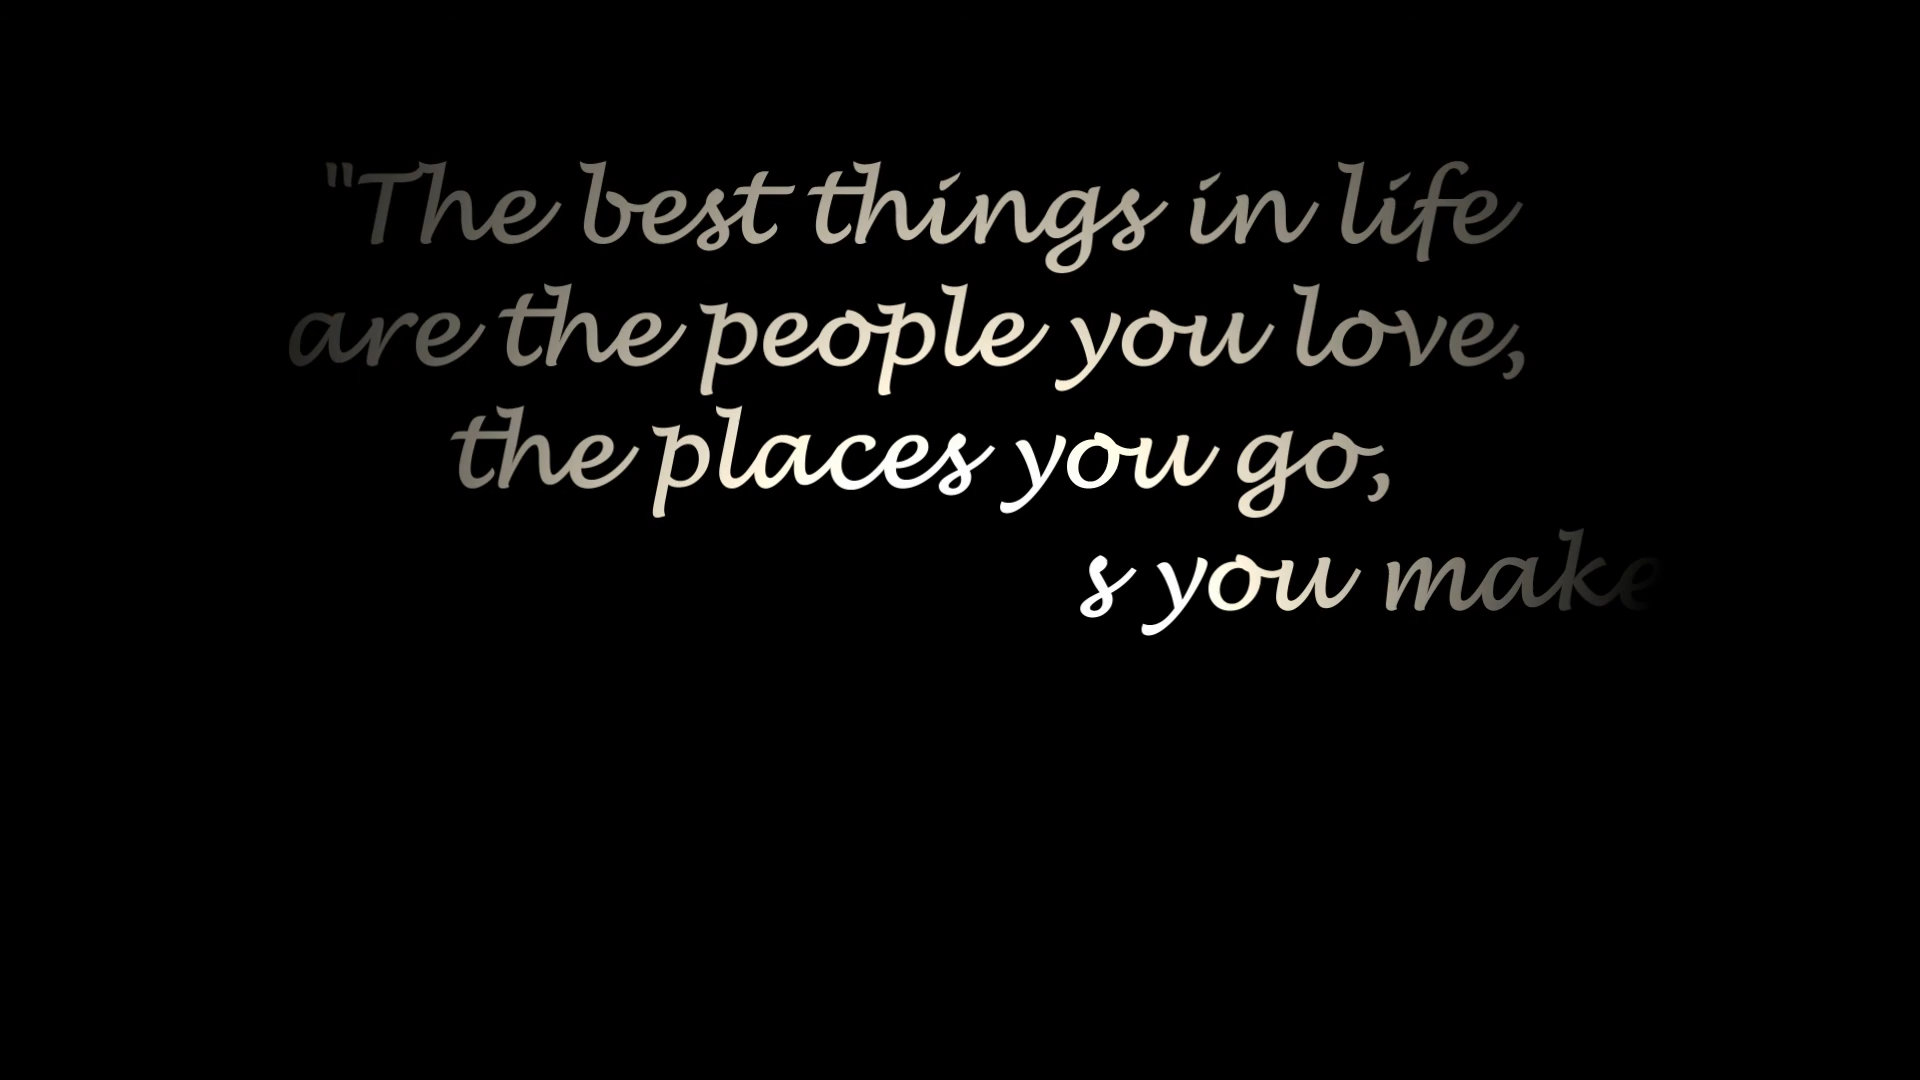 "The best things in life
are the people you love,
the places you go,
s you make